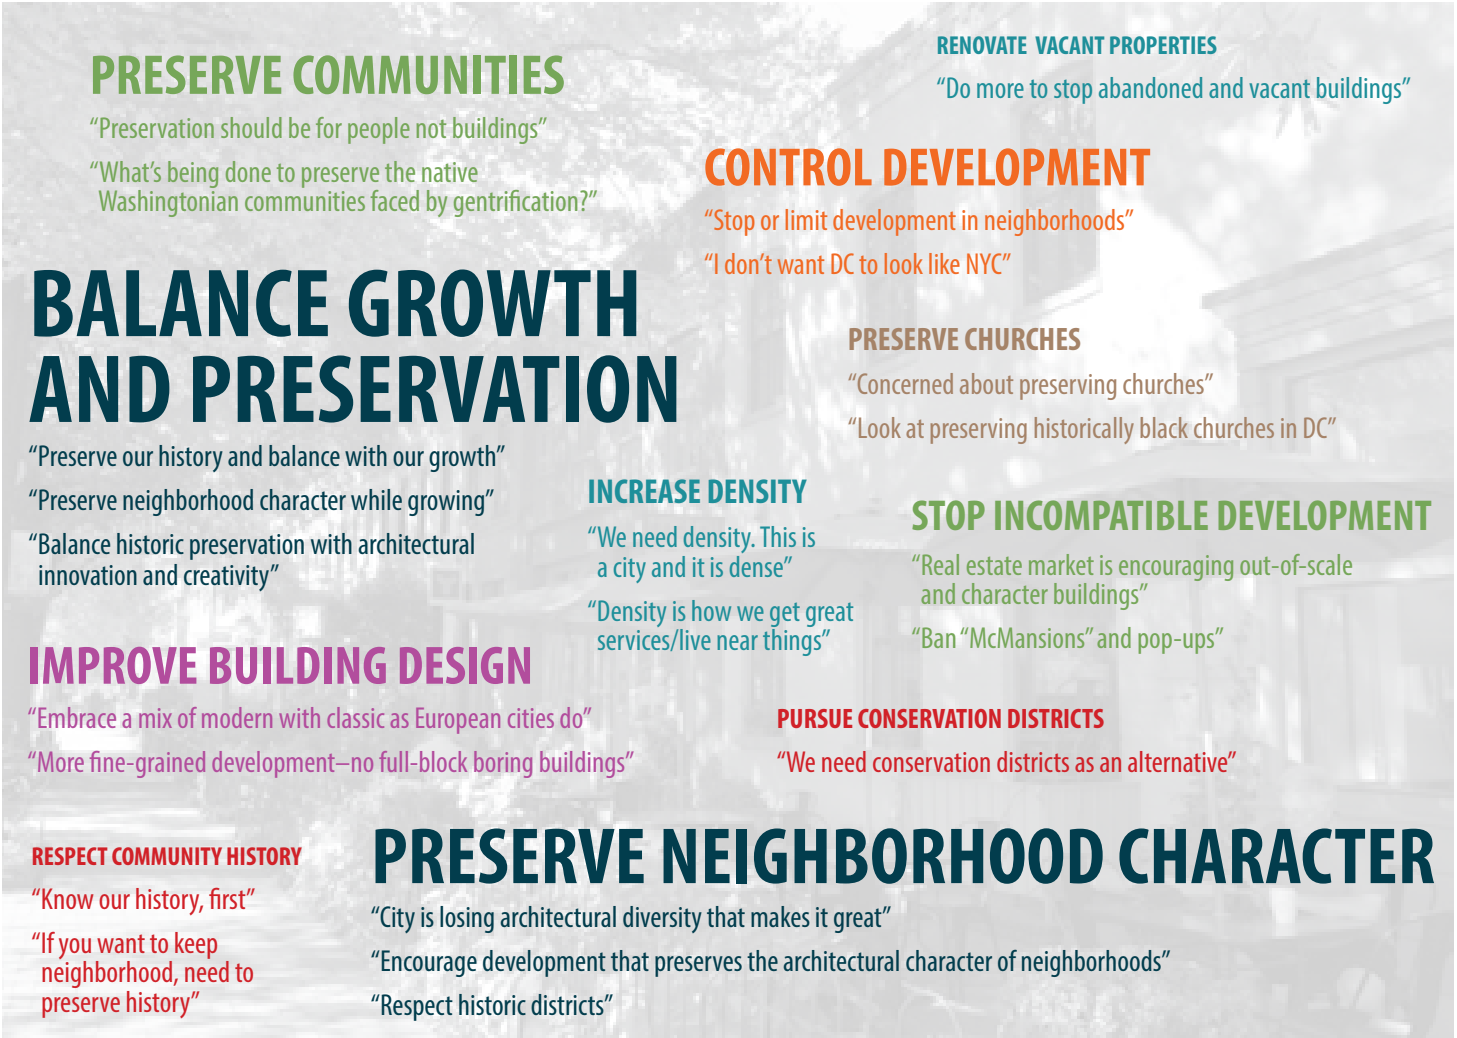 PRESERVE COMMUNITIES
“Preservation should be for people not buildings”
“What’s being done to preserve the native
Washingtonian communities faced by gentrification?”
RENOVATE VACANT PROPERTIES
“Do more to stop abandoned and vacant buildings”
CONTROL DEVELOPMENT
“Stop or limit development in neighborhoods”
“I don’t want DC to look like NYC”
BALANCE GROWTH
AND PRESERVATION
“Preserve our history and balance with our growth”
“Preserve neighborhood character while growing”
“Balance historic preservation with architectural
innovation and creativity”
PRESERVE CHURCHES
“Concerned about preserving churches”
“Look at preserving historically black churches in DC”
INCREASE DENSITY
“We need density. This is
a city and it is dense”
“Density is how we get great
services/live near things”
STOP INCOMPATIBLE DEVELOPMENT
“Real estate market is encouraging out-of-scale
and character buildings”
“Ban “McMansions” and pop-ups”
IMPROVE BUILDING DESIGN
“Embrace a mix of modern with classic as European cities do”
“More fine-grained development–no full-block boring buildings”
PURSUE CONSERVATION DISTRICTS
“We need conservation districts as an alternative”
RESPECT COMMUNITY HISTORY
“Know our history, first”
“If you want to keep
neighborhood, need to
preserve history”
PRESERVE NEIGHBORHOOD CHARACTER
“City is losing architectural diversity that makes it great”
“Encourage development that preserves the architectural character of neighborhoods”
“Respect historic districts”